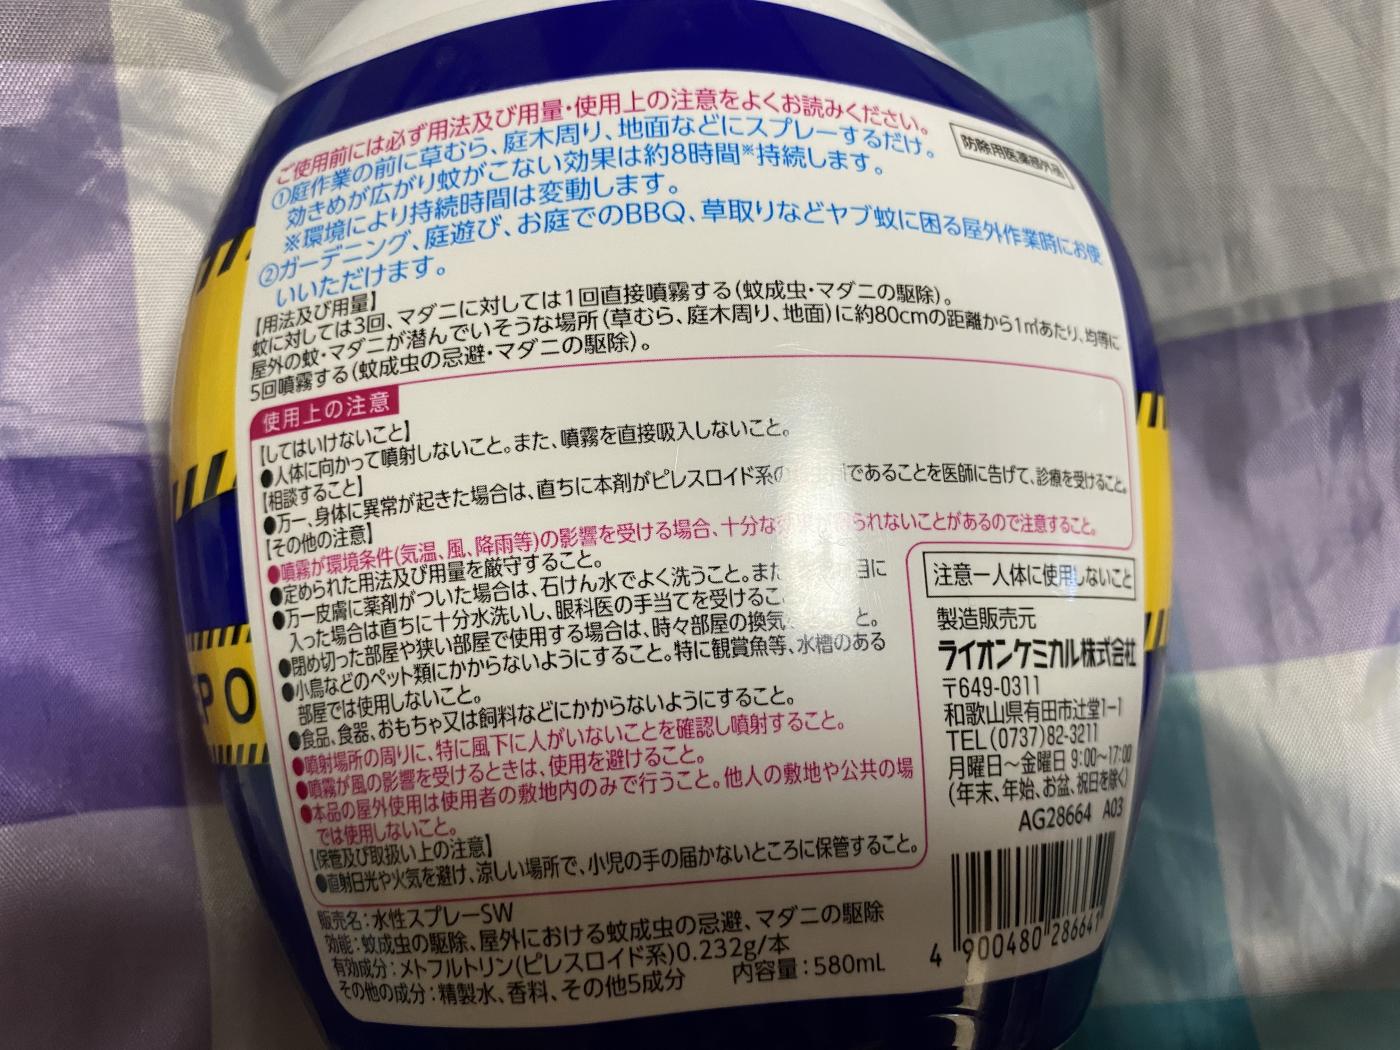 ご使用前には必ず用法及び用量・使用上の注意をよくお読みください。
防除用医薬部外品
①庭作業の前に草むら、庭木周り、地面などにスプレーするだけ。
効きめが広がり蚊がこない効果は約8時間※持続します。
※環境により持続時間は変動します。
②ガーデニング、庭遊び、お庭でのBBQ、草取りなどヤブ蚊に困る屋外作業時にお使
いいただけます。
【用法及び用量】
蚊に対しては3回、マダニに対しては1回直接噴霧する(蚊成虫・マダニの駆除)。
屋外の蚊・マダニが潜んでいそうな場所(草むら、庭木周り、地面)に約80cmの距離から1㎡あたり、均等に
5回噴霧する(蚊成虫の忌避・マダニの駆除)。
使用上の注意
【してはいけないこと】
●人体に向かって噴射しないこと。また、噴霧を直接吸入しないこと。
【相談すること】
●万一、身体に異常が起きた場合は、直ちに本剤がピレスロイド系の であることを医師に告げて、診療を受けること。
【その他の注意】
●噴霧が環境条件(気温、風、降雨等)の影響を受ける場合、十分な られないことがあるので注意すること。
●定められた用法及び用量を厳守すること。
●万一皮膚に薬剤がついた場合は、石けん水でよく洗うこと。また 目に
入った場合は直ちに十分水洗いし、眼科医の手当てを受けるこ
●閉め切った部屋や狭い部屋で使用する場合は、時々部屋の換気 と。
●小鳥などのペット類にかからないようにすること。特に観賞魚等、水槽のある
部屋では使用しないこと。
●食品、食器、おもちゃ又は飼料などにかからないようにすること。
●噴射場所の周りに、特に風下に人がいないことを確認し噴射すること。
●噴霧が風の影響を受けるときは、使用を避けること。
●本品の屋外使用は使用者の敷地内のみで行うこと。他人の敷地や公共の場
では使用しないこと。
【保管及び取扱い上の注意】
●直射日光や火気を避け、涼しい場所で、小児の手の届かないところに保管すること。
注意ー人体に使用しないこと
製造販売元
ライオンケミカル株式会社
〒649-0311
和歌山県有田市辻堂1-1
TEL(0737)82-3211
月曜日～金曜日 9:00～17:00
(年末、年始、お盆、祝日を除く)
AG28664 A03
4 900480 286641
販売名:水性スプレーSW
効能:蚊成虫の駆除、屋外における蚊成虫の忌避、マダニの駆除
有効成分:メトフルトリン(ピレスロイド系)0.232g/本
その他の成分:精製水、香料、その他5成分 内容量:580mL
P O